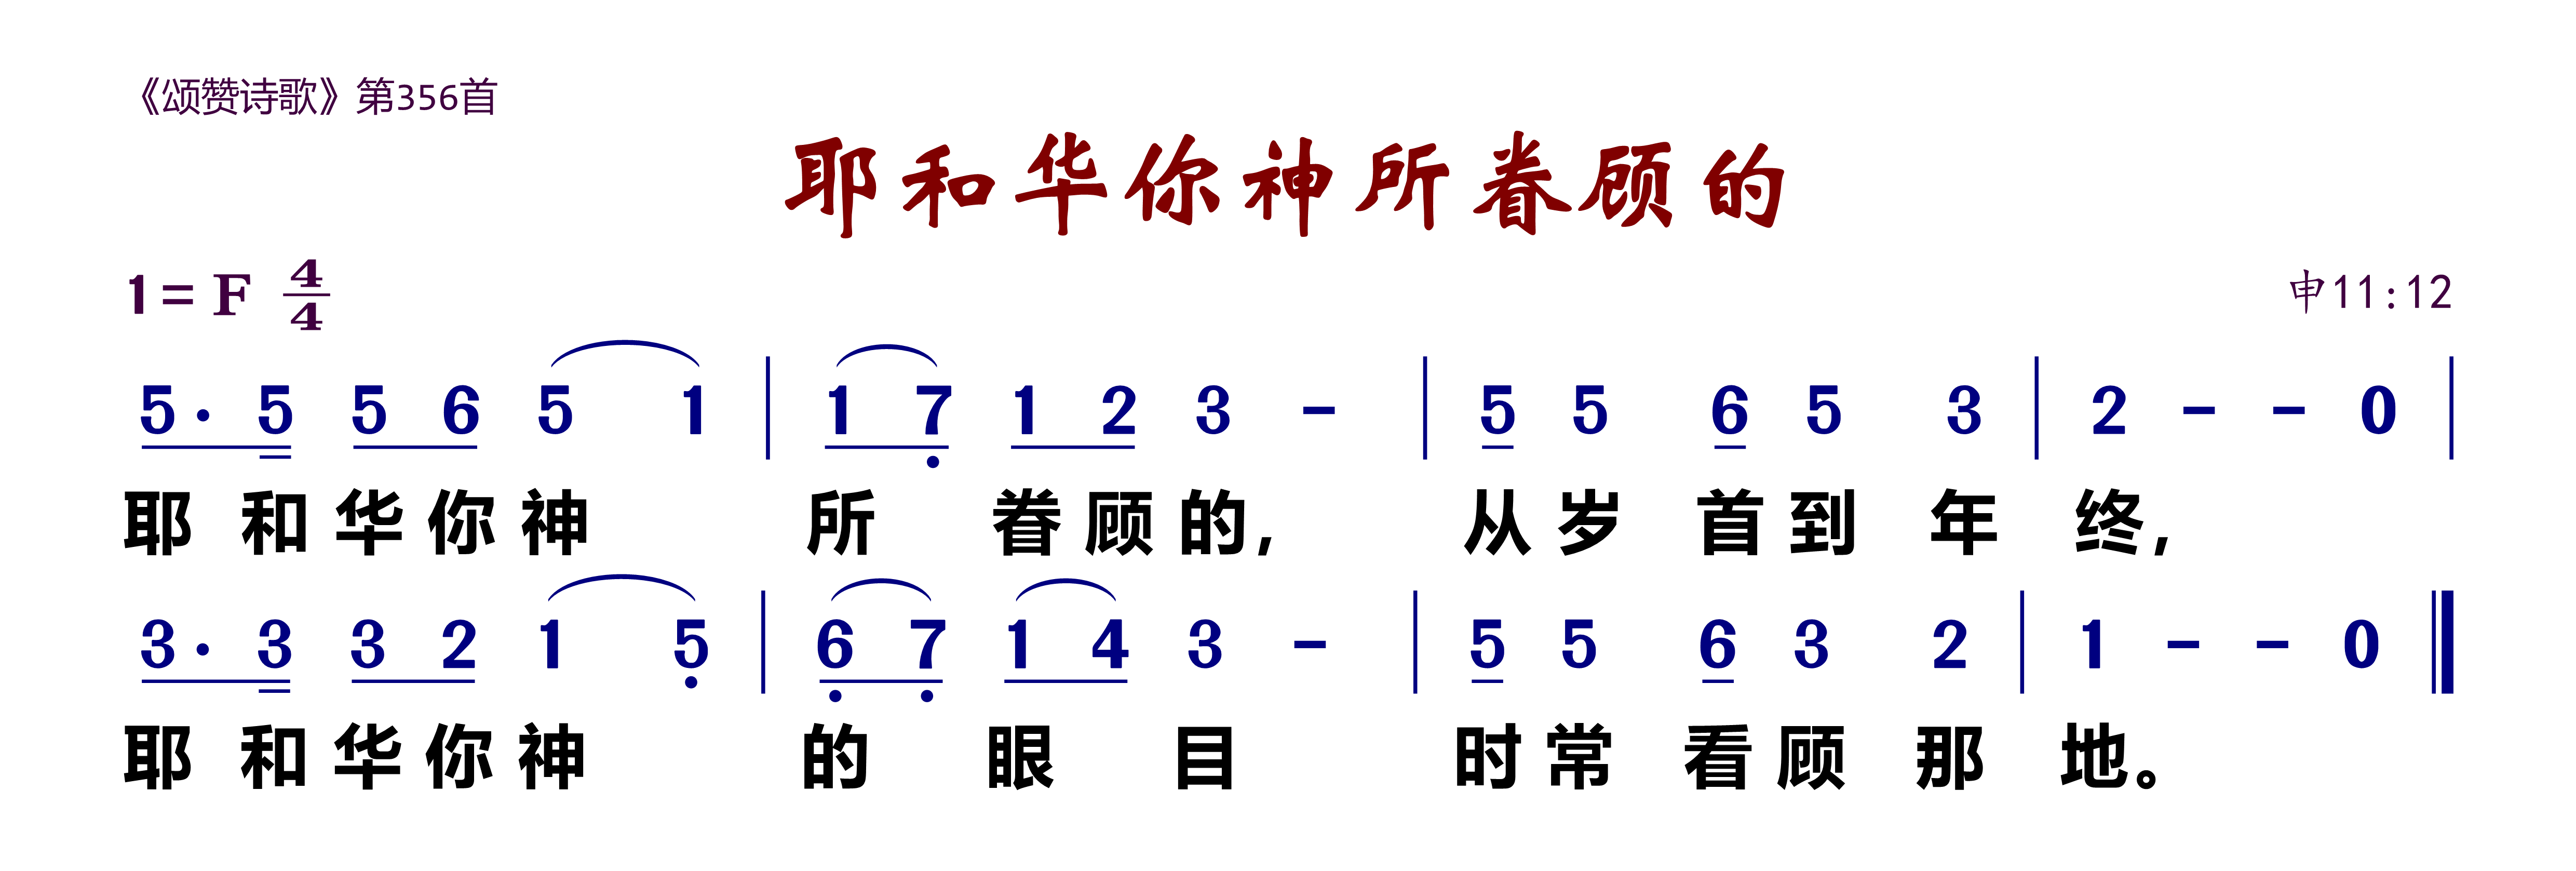 《颂赞诗歌》第356首
耶和华你神所眷顾的
1=F 4/4 申11:12
5· 5 5 6 5 1 | 1 7 1 2 3 - | 5 5 6 5 3 | 2 - - 0 |
耶和华你神 所 眷顾的, 从岁 首到 年 终,
3· 3 3 2 1 5 | 6 7 1 4 3 - | 5 5 6 3 2 | 1 - - 0 ‖
耶和华你神 的 眼 目 时常 看顾 那 地。